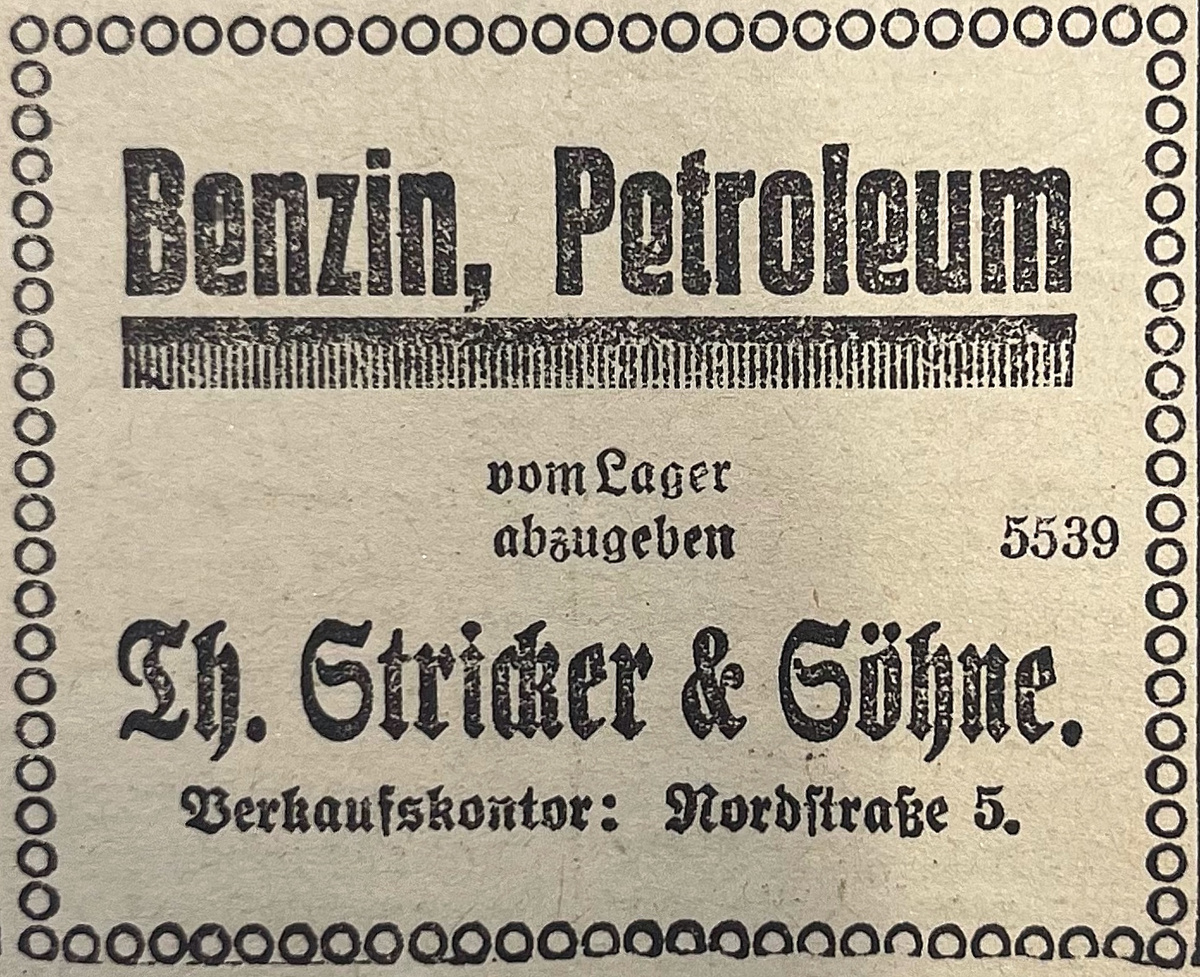 Benzin, Petroleum
vom Lager
abzugeben 5539
Th. Stricker & Söhne.
Verkaufskontor: Nordstraße 5.